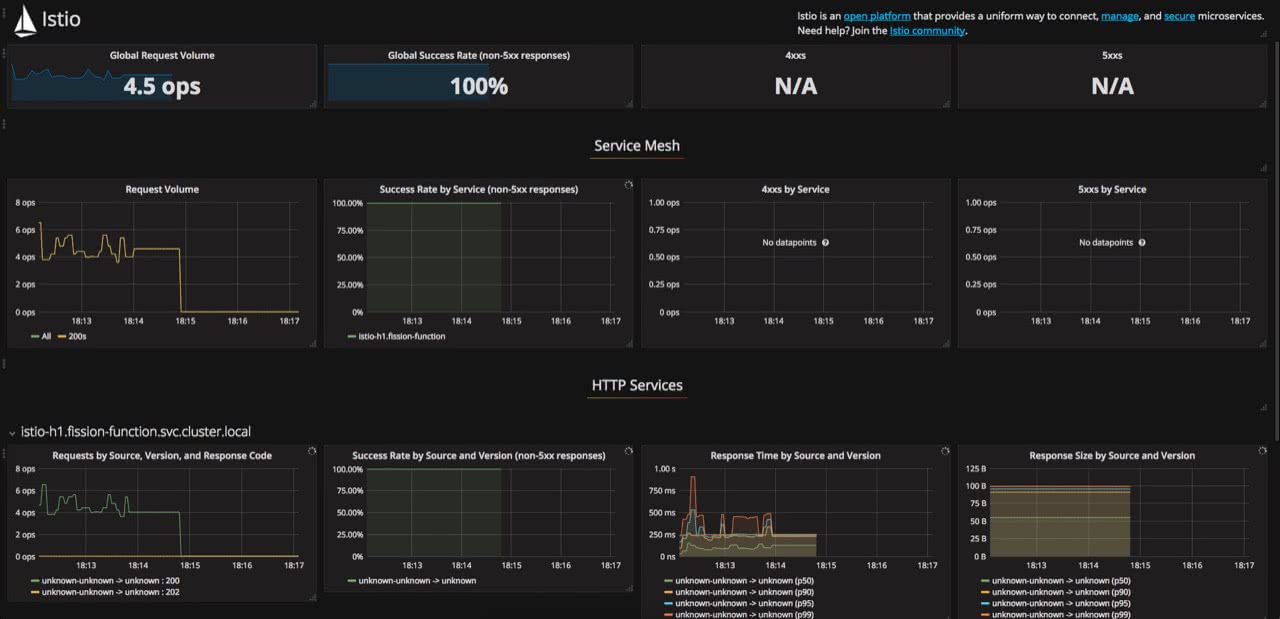 Istio
Istio is an open platform that provides a uniform way to connect, manage, and secure microservices.
Need help? Join the Istio community.
Global Request Volume
4.5 ops
Global Success Rate (non-5xx responses)
100%
4xxs
N/A
5xxs
N/A
Service Mesh
Request Volume
8 ops
6 ops
4 ops
2 ops
0 ops
18:13 18:14 18:15 18:16 18:17
All 200s
Success Rate by Service (non-5xx responses)
100.00%
75.00%
50.00%
25.00%
0%
18:13 18:14 18:15 18:16 18:17
istio-h1.fission-function
4xxs by Service
1.00 ops
0.75 ops
No datapoints
0.50 ops
0.25 ops
0 ops
18:13 18:14 18:15 18:16 18:17
5xxs by Service
1.00 ops
0.75 ops
No datapoints
0.50 ops
0.25 ops
0 ops
18:13 18:14 18:15 18:16 18:17
HTTP Services
istio-h1.fission-function.svc.cluster.local
Requests by Source, Version, and Response Code
8 ops
6 ops
4 ops
2 ops
0 ops
18:13 18:14 18:15 18:16 18:17
unknown-unknown -> unknown : 200
unknown-unknown -> unknown : 202
Success Rate by Source and Version (non-5xx responses)
100.00%
75.00%
50.00%
25.00%
0%
18:13 18:14 18:15 18:16 18:17
unknown-unknown -> unknown
Response Time by Source and Version
1.00 s
750 ms
500 ms
250 ms
0 ns
18:13 18:14 18:15 18:16 18:17
unknown-unknown -> unknown (p50)
unknown-unknown -> unknown (p90)
unknown-unknown -> unknown (p95)
unknown-unknown -> unknown (p99)
Response Size by Source and Version
125 B
100 B
75 B
50 B
25 B
0 B
18:13 18:14 18:15 18:16 18:17
unknown-unknown -> unknown (p50)
unknown-unknown -> unknown (p90)
unknown-unknown -> unknown (p95)
unknown-unknown -> unknown (p99)